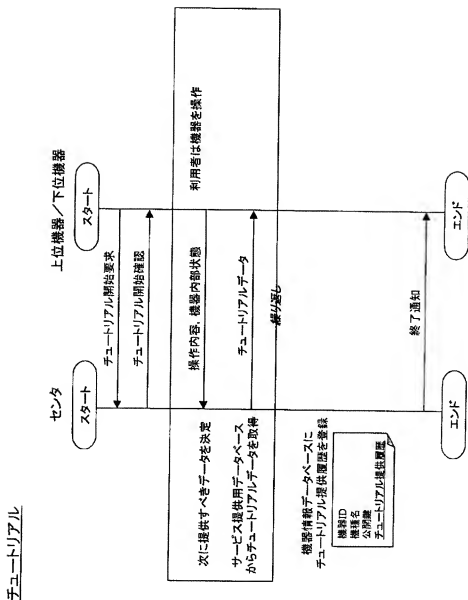 チュートリアル
センタ
上位機器／下位機器
スタート
スタート
チュートリアル開始要求
チュートリアル開始確認
操作内容、機器内部状態
利用者は機器を操作
次に提供すべきデータを決定
サービス提供用データベース
からチュートリアルデータを取得
チュートリアルデータ
繰り返し
機器情報データベースに
チュートリアル提供履歴を登録
機器ID
機種名
公開鍵
チュートリアル提供履歴
終了通知
エンド
エンド